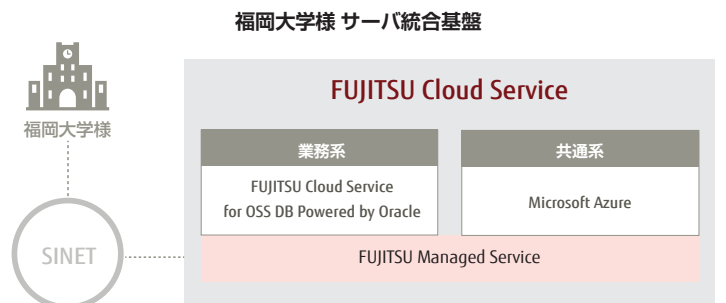 福岡大学様 サーバ統合基盤
福岡大学様
SINET
FUJITSU Cloud Service
業務系
FUJITSU Cloud Service
for OSS DB Powered by Oracle
共通系
Microsoft Azure
FUJITSU Managed Service